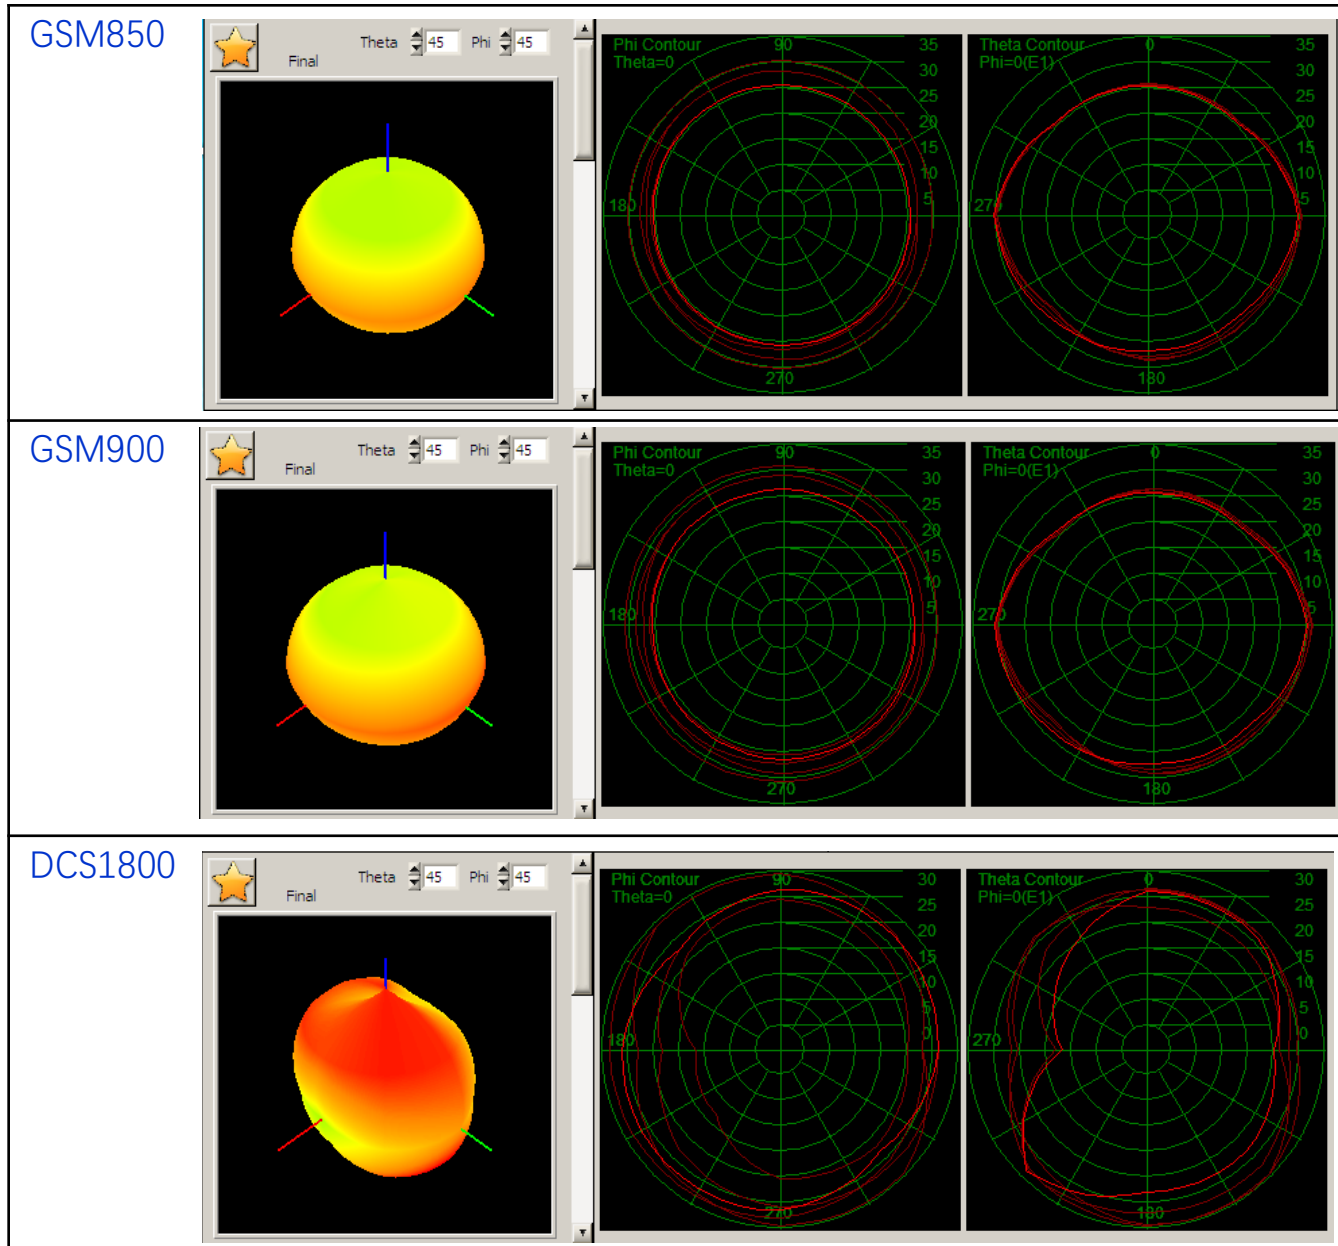 GSM850
Theta 45 Phi 45
Final
Phi Contour 90 35
Theta=0 30
25
20
15
10
180 5
270
Theta Contour 0 35
Phi=0(E1) 30
25
20
15
10
270 5
180
GSM900
Theta 45 Phi 45
Final
Phi Contour 90 35
Theta=0 30
25
20
15
10
180 5
270
Theta Contour 0 35
Phi=0(E1) 30
25
20
15
10
270 5
180
DCS1800
Theta 45 Phi 45
Final
Phi Contour 90 30
Theta=0 25
20
15
10
5
180 0
270
Theta Contour 0 30
Phi=0(E1) 25
20
15
10
5
270 0
180